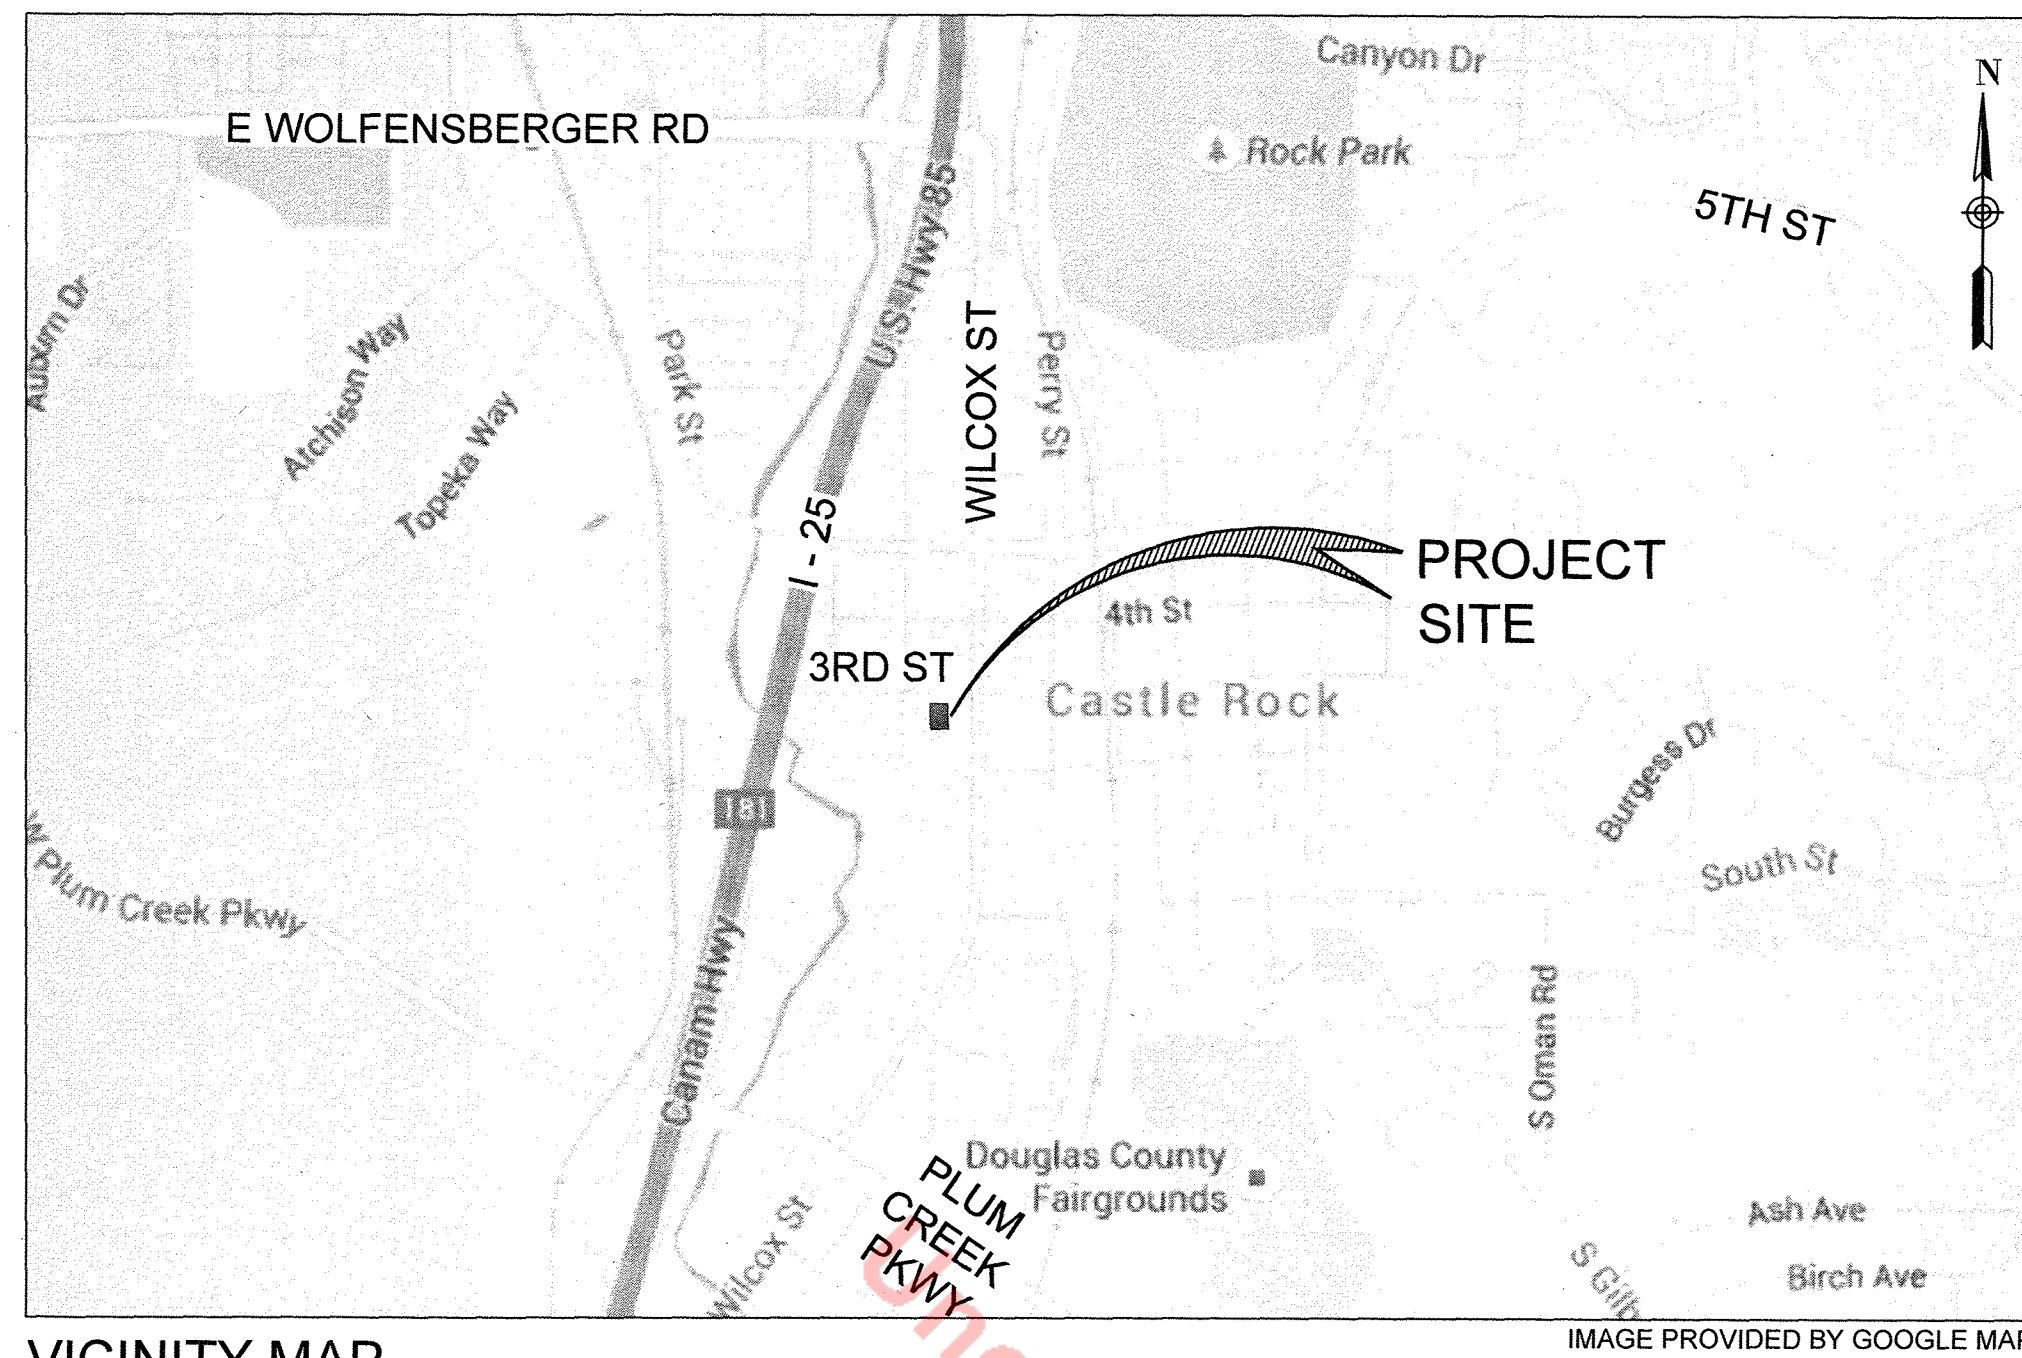 Canyon Dr
N
E WOLFENSBERGER RD
Rock Park
5TH ST
U.S. Hwy 85
Auburn Dr
Atchison Way
Topeka Way
Park St
WILCOX ST
Perry St
I - 25
PROJECT
SITE
4th St
3RD ST
Castle Rock
Burgess Dr
181
South St
W Plum Creek Pkwy
Canam Hwy
S Oman Rd
Douglas County
Fairgrounds
PLUM
CREEK
PKWY
Wilcox St
Ash Ave
Birch Ave
S Gilb
Une
VICINITY MAP
IMAGE PROVIDED BY GOOGLE MAP